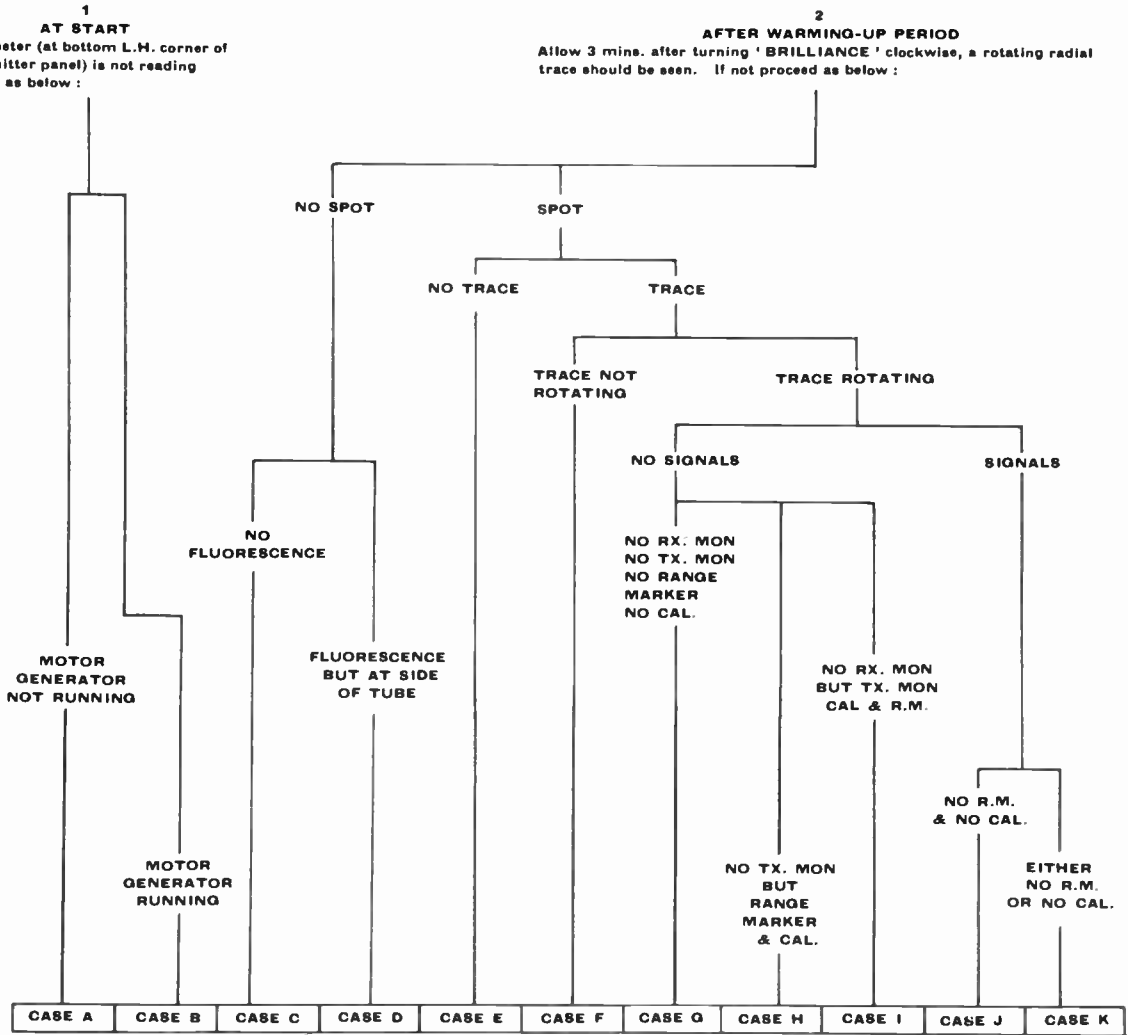 1
AT START
(at bottom L.H. corner of
panel) is not reading
as below :
2
AFTER WARMING-UP PERIOD
Allow 3 mins. after turning ' BRILLIANCE ' clockwise, a rotating radial
trace should be seen. If not proceed as below :
NO SPOT
SPOT
NO TRACE
TRACE
TRACE NOT
ROTATING
TRACE ROTATING
NO SIGNALS
SIGNALS
NO
FLUORESCENCE
NO RX. MON
NO TX. MON
NO RANGE
MARKER
NO CAL.
MOTOR
GENERATOR
NOT RUNNING
FLUORESCENCE
BUT AT SIDE
OF TUBE
NO RX. MON
BUT TX. MON
CAL & R.M.
NO R.M.
& NO CAL.
MOTOR
GENERATOR
RUNNING
NO TX. MON
BUT
RANGE
MARKER
& CAL.
EITHER
NO R.M.
OR NO CAL.
CASE A
CASE B
CASE C
CASE D
CASE E
CASE F
CASE G
CASE H
CASE I
CASE J
CASE K